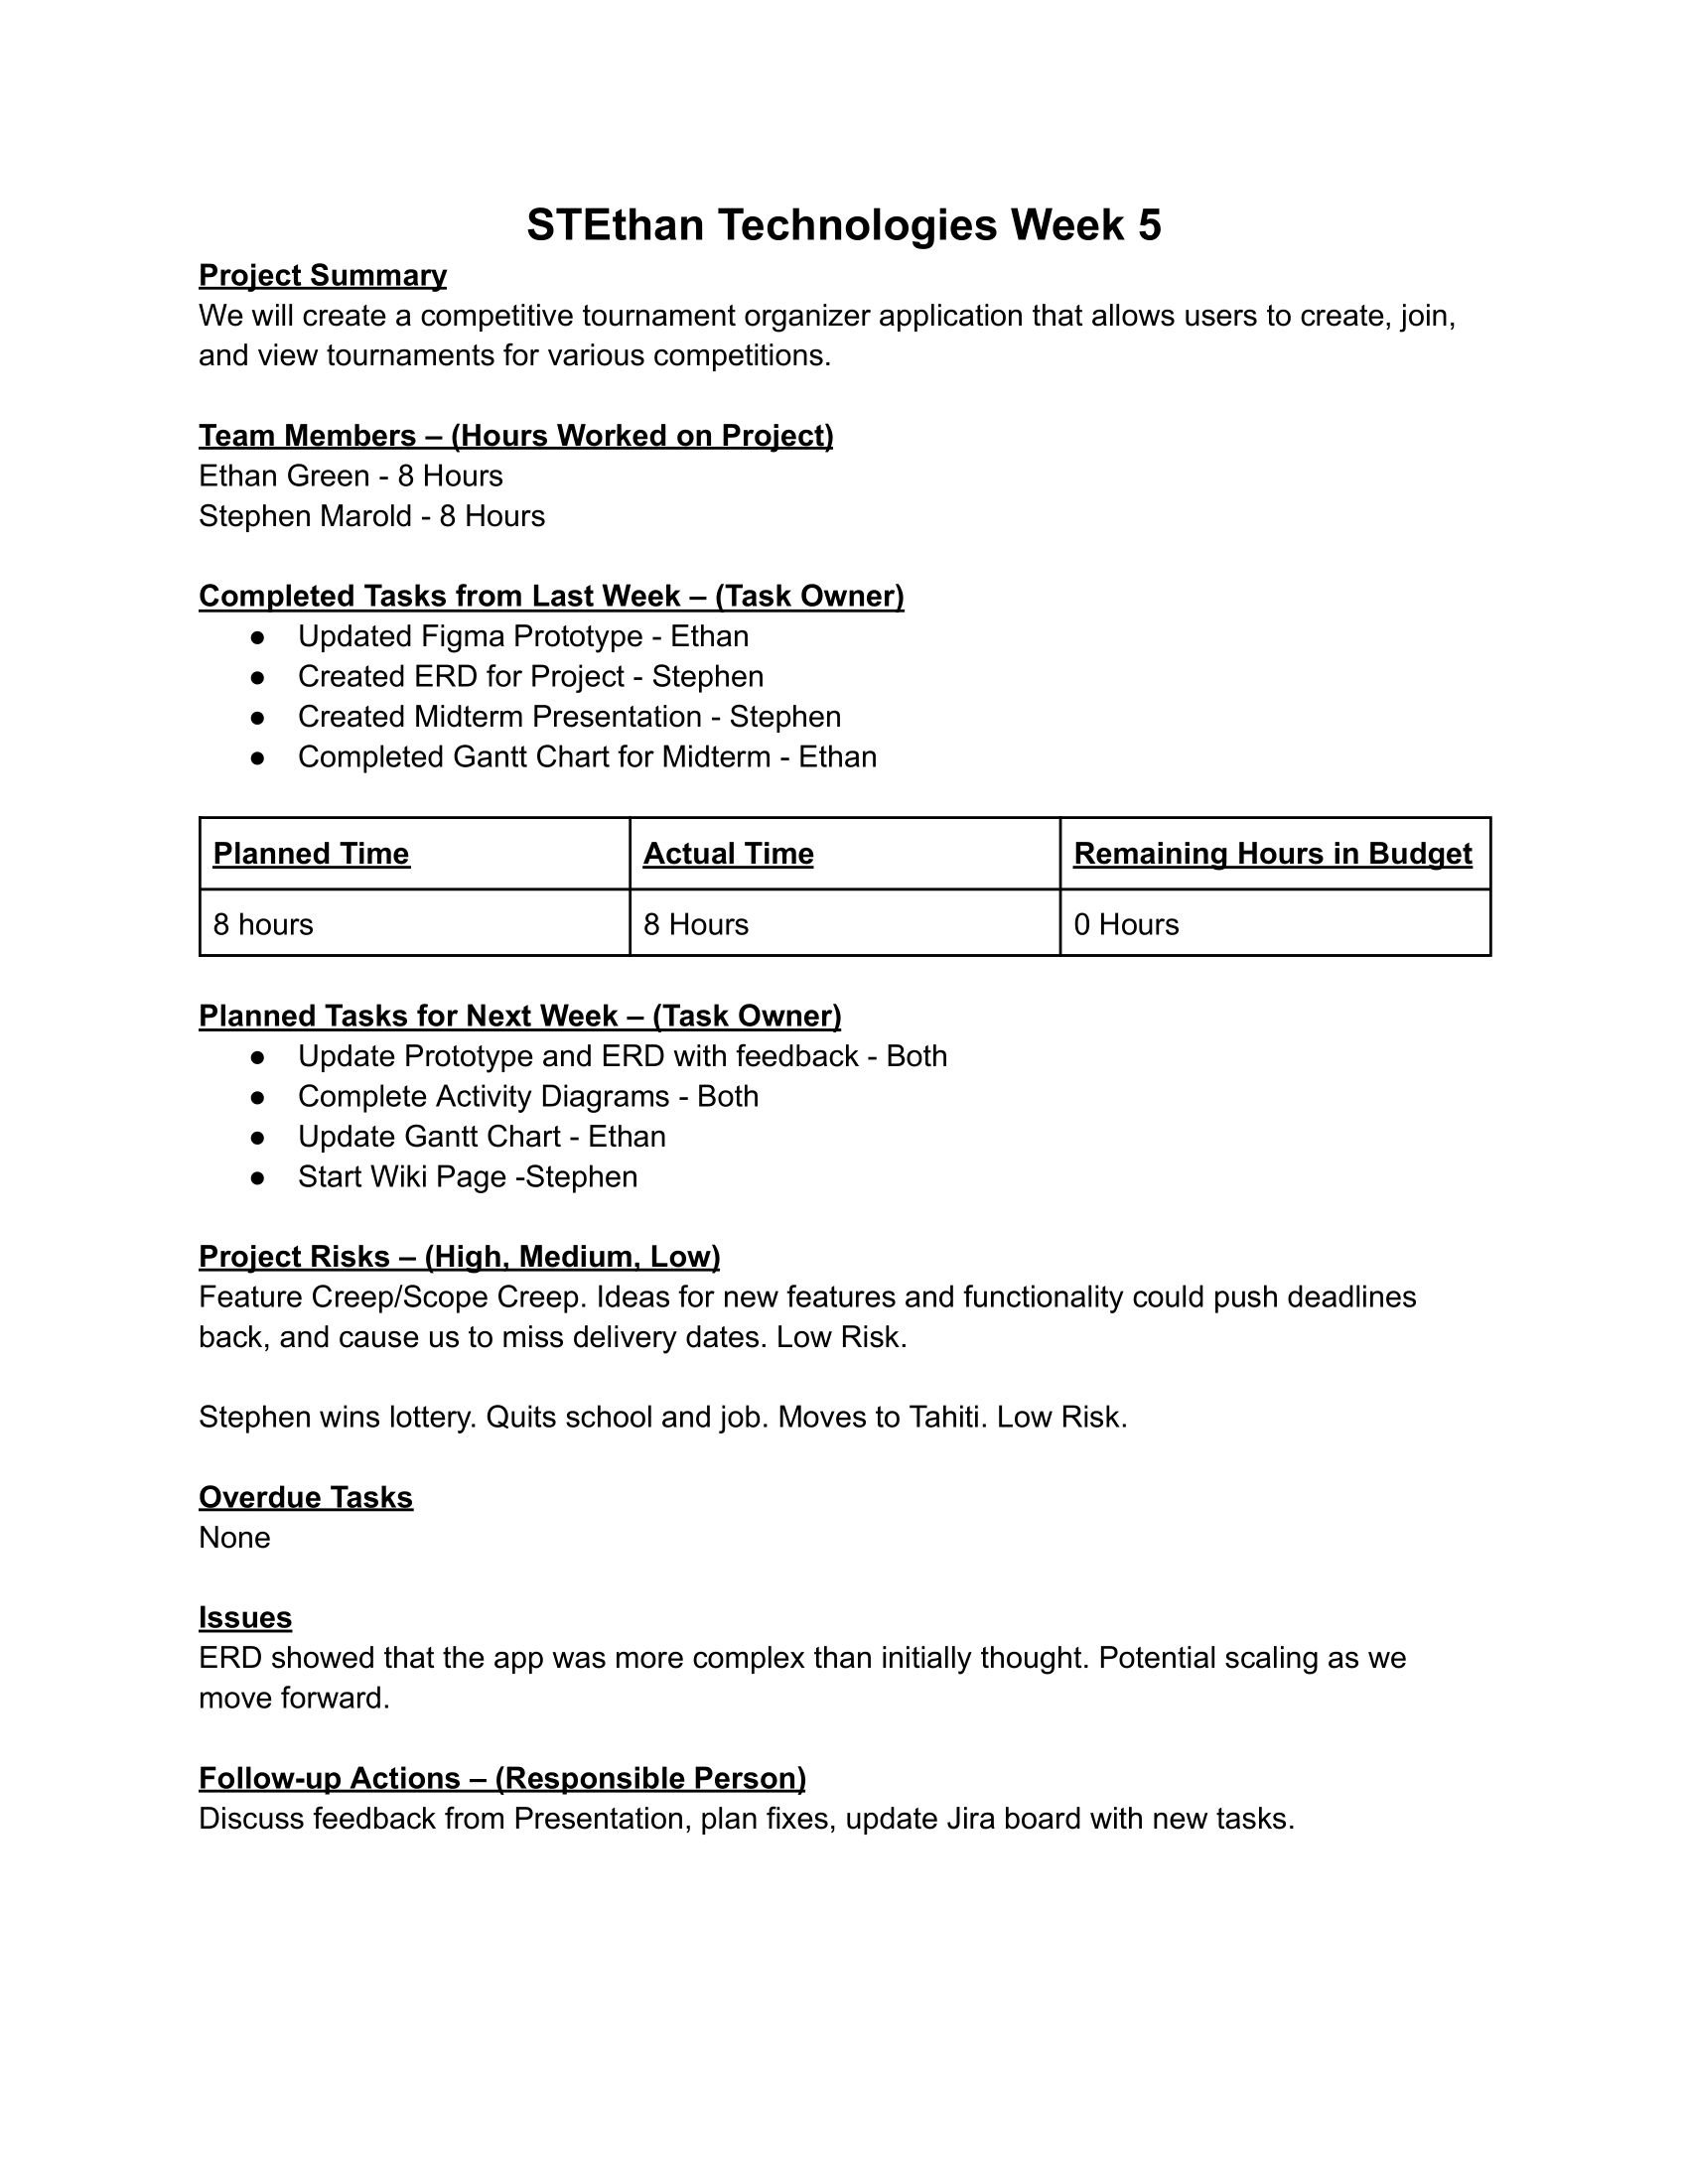 STEthan Technologies Week 5
Project Summary
We will create a competitive tournament organizer application that allows users to create, join,
and view tournaments for various competitions.
Team Members – (Hours Worked on Project)
Ethan Green - 8 Hours
Stephen Marold - 8 Hours
Completed Tasks from Last Week – (Task Owner)
● Updated Figma Prototype - Ethan
● Created ERD for Project - Stephen
● Created Midterm Presentation - Stephen
● Completed Gantt Chart for Midterm - Ethan
Planned Time Actual Time Remaining Hours in Budget
8 hours 8 Hours 0 Hours
Planned Tasks for Next Week – (Task Owner)
● Update Prototype and ERD with feedback - Both
● Complete Activity Diagrams - Both
● Update Gantt Chart - Ethan
● Start Wiki Page -Stephen
Project Risks – (High, Medium, Low)
Feature Creep/Scope Creep. Ideas for new features and functionality could push deadlines
back, and cause us to miss delivery dates. Low Risk.
Stephen wins lottery. Quits school and job. Moves to Tahiti. Low Risk.
Overdue Tasks
None
Issues
ERD showed that the app was more complex than initially thought. Potential scaling as we
move forward.
Follow-up Actions – (Responsible Person)
Discuss feedback from Presentation, plan fixes, update Jira board with new tasks.